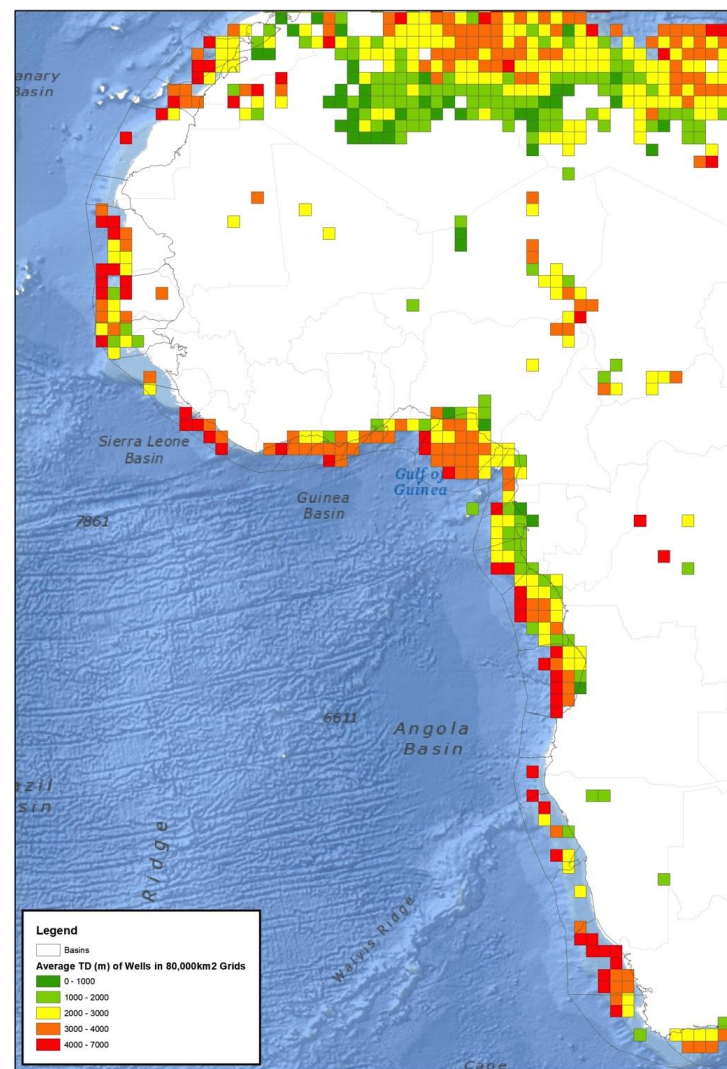 anary
Basin
Sierra Leone
Basin
Gulf of
Guinea
Guinea
Basin
7861
6611
Angola
Basin
azil
sin
Ridge
Walvis Ridge
Cape
Legend
Basins
Average TD (m) of Wells in 80,000km2 Grids
0 - 1000
1000 - 2000
2000 - 3000
3000 - 4000
4000 - 7000